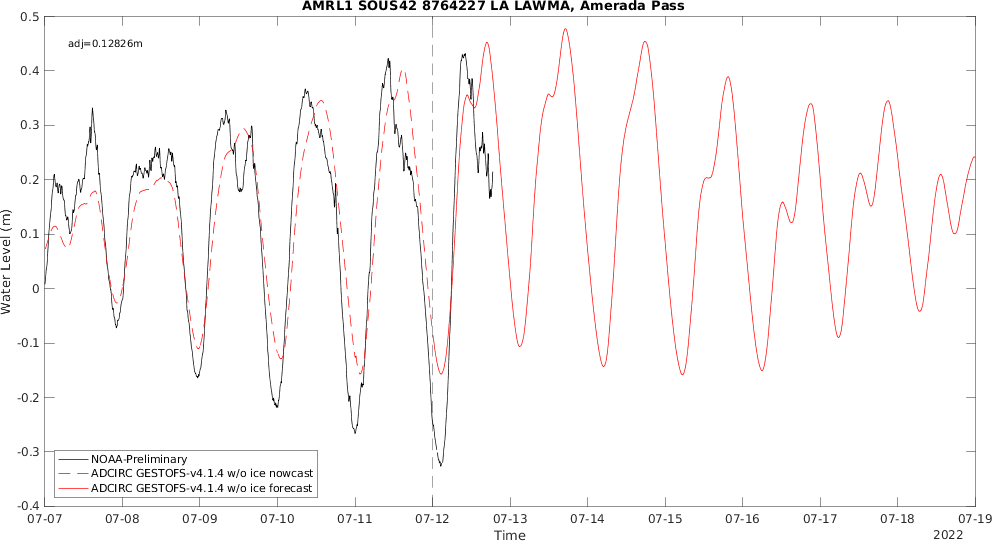 AMRL1 SOUS42 8764227 LA LAWMA, Amerada Pass
adj=0.12826m
0.5
0.4
0.3
0.2
0.1
0
-0.1
-0.2
-0.3
-0.4
Water Level (m)
NOAA-Preliminary
ADCIRC GESTOFS-v4.1.4 w/o ice nowcast
ADCIRC GESTOFS-v4.1.4 w/o ice forecast
07-07 07-08 07-09 07-10 07-11 07-12 07-13 07-14 07-15 07-16 07-17 07-18 07-19
Time
2022